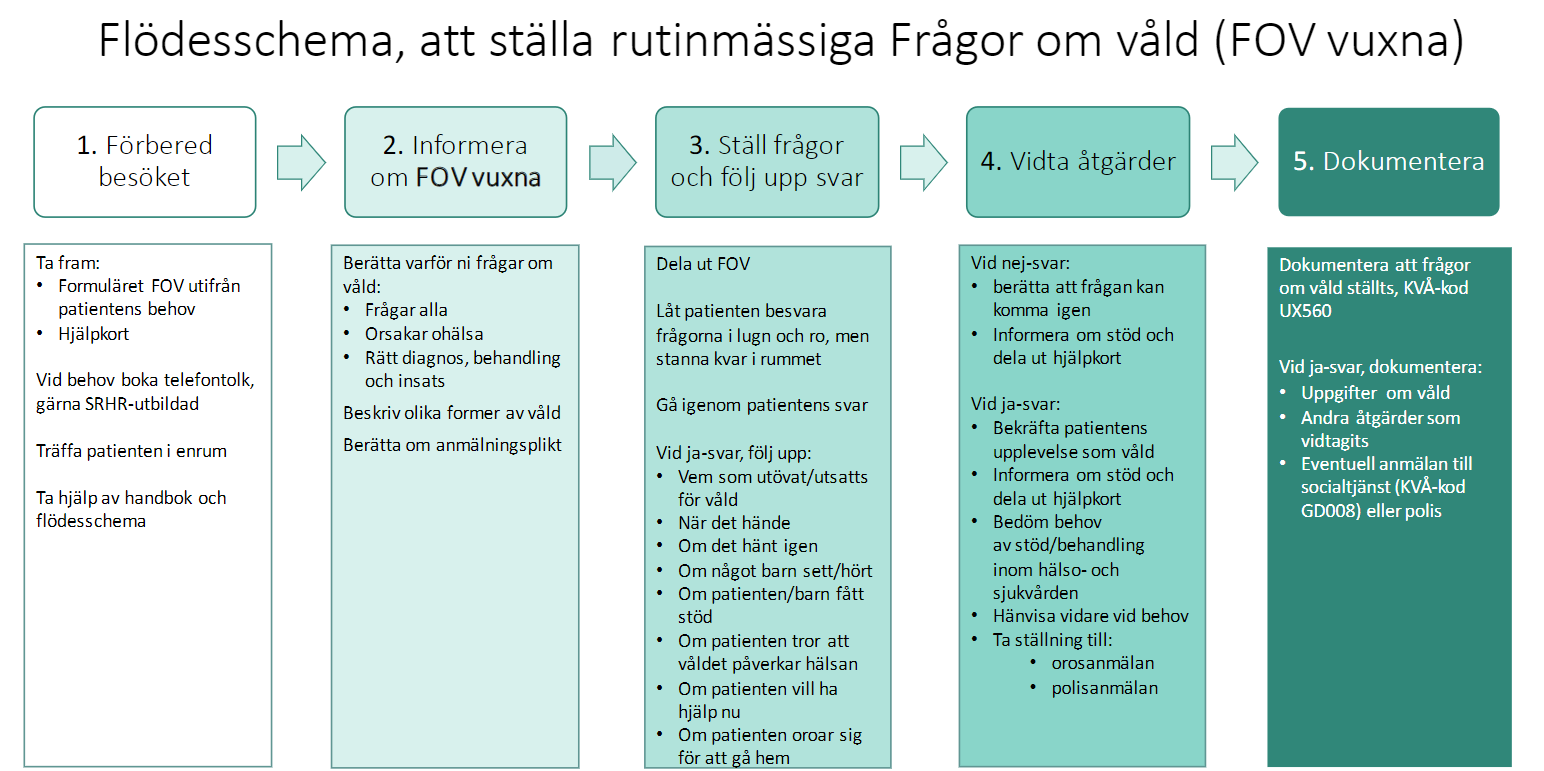 Flödesschema, att ställa rutinmässiga Frågor om våld (FOV vuxna)
1. Förbered
besöket
2. Informera
om FOV vuxna
3. Ställ frågor
och följ upp svar
4. Vidta åtgärder
5. Dokumentera
Ta fram:
• Formuläret FOV utifrån
patientens behov
• Hjälpkort
Vid behov boka telefontolk,
gärna SRHR-utbildad
Träffa patienten i enrum
Ta hjälp av handbok och
flödesschema
Berätta varför ni frågar om
våld:
• Frågar alla
• Orsakar ohälsa
• Rätt diagnos, behandling
och insats
Beskriv olika former av våld
Berätta om anmälningsplikt
Dela ut FOV
Låt patienten besvara
frågorna i lugn och ro, men
stanna kvar i rummet
Gå igenom patientens svar
Vid ja-svar, följ upp:
• Vem som utövat/utsatts
för våld
• När det hände
• Om det hänt igen
• Om något barn sett/hört
• Om patienten/barn fått
stöd
• Om patienten tror att
våldet påverkar hälsan
• Om patienten vill ha
hjälp nu
• Om patienten oroar sig
för att gå hem
Vid nej-svar:
• berätta att frågan kan
komma igen
• Informera om stöd och
dela ut hjälpkort
Vid ja-svar:
• Bekräfta patientens
upplevelse som våld
• Informera om stöd och
dela ut hjälpkort
• Bedöm behov
av stöd/behandling
inom hälso- och
sjukvården
• Hänvisa vidare vid behov
• Ta ställning till:
• orosanmälan
• polisanmälan
Dokumentera att frågor
om våld ställts, KVÅ-kod
UX560
Vid ja-svar, dokumentera:
• Uppgifter om våld
• Andra åtgärder som
vidtagits
• Eventuell anmälan till
socialtjänst (KVÅ-kod
GD008) eller polis